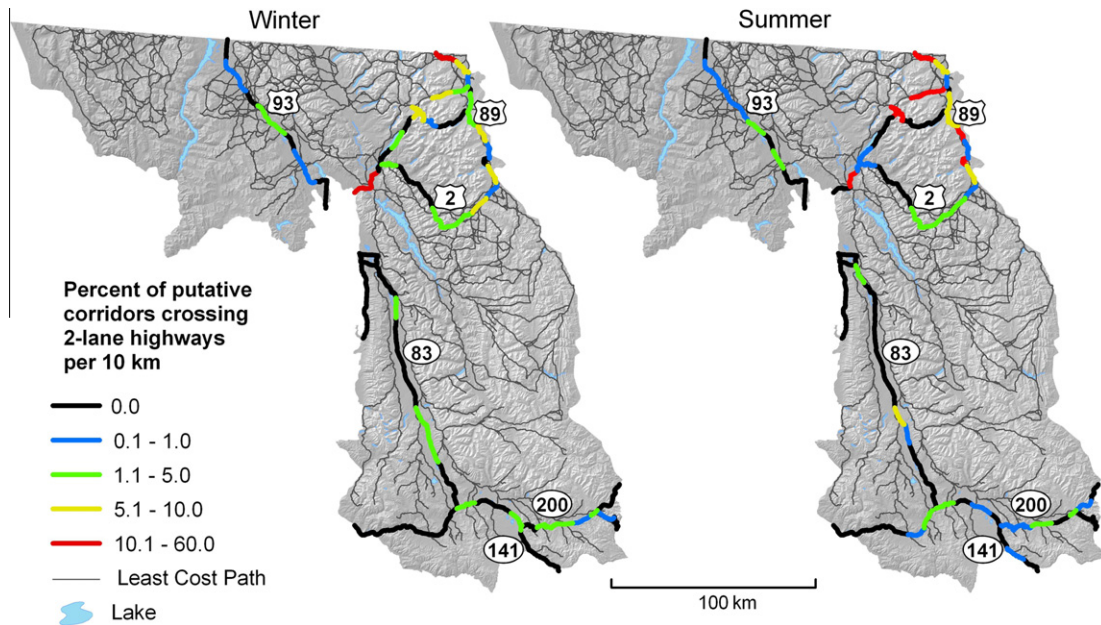 Winter
Summer
93
89
2
83
200
141
93
89
2
83
200
141
Percent of putative
corridors crossing
2-lane highways
per 10 km
0.0
0.1 - 1.0
1.1 - 5.0
5.1 - 10.0
10.1 - 60.0
Least Cost Path
Lake
100 km